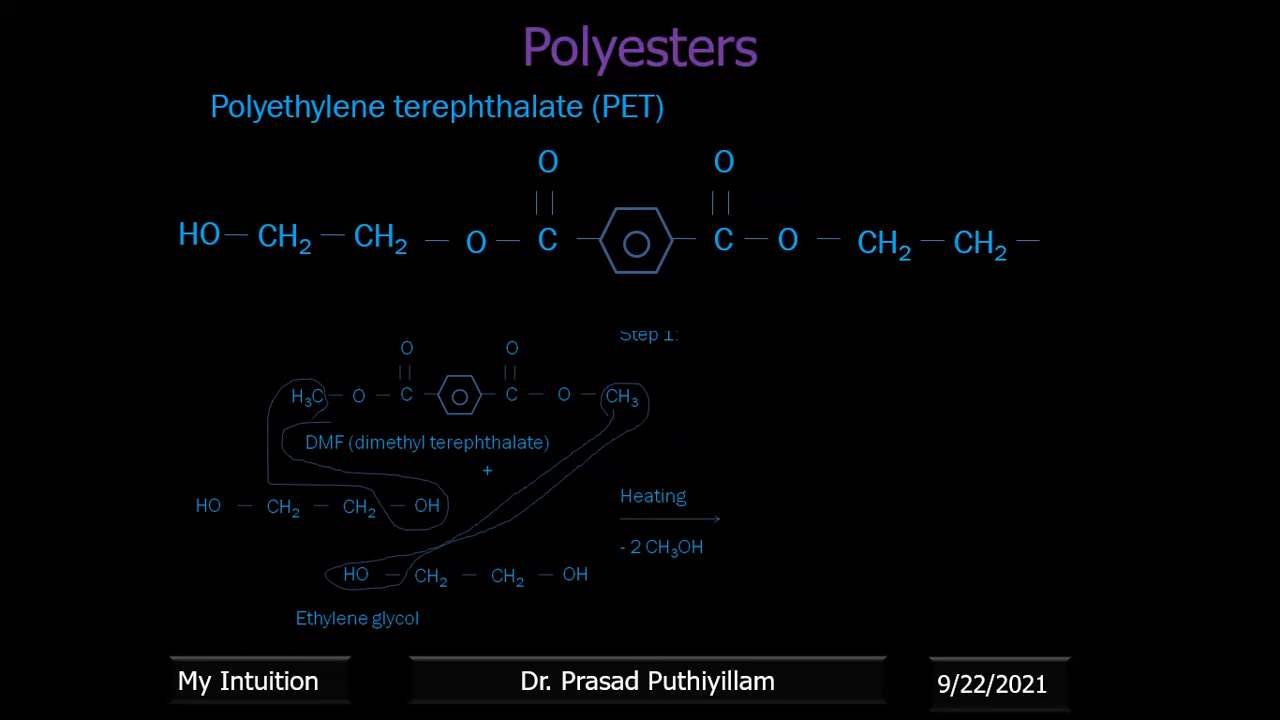 Polyesters
Polyethylene terephthalate (PET)
O O
HO — CH₂ — CH₂ — O — C — C — O — CH₂ — CH₂ —
Step 1:
O O
H₃C — O — C — C — O — CH₃
DMF (dimethyl terephthalate)
+
Heating
HO — CH₂ — CH₂ — OH
- 2 CH₃OH
HO — CH₂ — CH₂ — OH
Ethylene glycol
My Intuition
Dr. Prasad Puthiyillam
9/22/2021